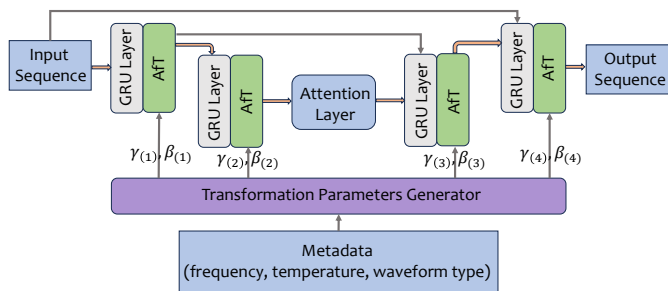 Input
Sequence
GRU Layer
AfT
GRU Layer
AfT
Attention
Layer
GRU Layer
AfT
GRU Layer
AfT
Output
Sequence
γ(1), β(1)
γ(2), β(2)
γ(3), β(3)
γ(4), β(4)
Transformation Parameters Generator
Metadata
(frequency, temperature, waveform type)